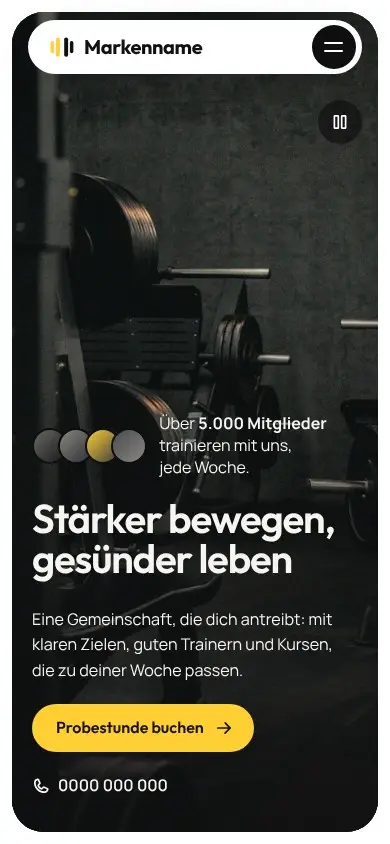 Markenname
Über 5.000 Mitglieder
trainieren mit uns,
jede Woche.
Stärker bewegen,
gesünder leben
Eine Gemeinschaft, die dich antreibt: mit
klaren Zielen, guten Trainern und Kursen,
die zu deiner Woche passen.
Probestunde buchen
0000 000 000